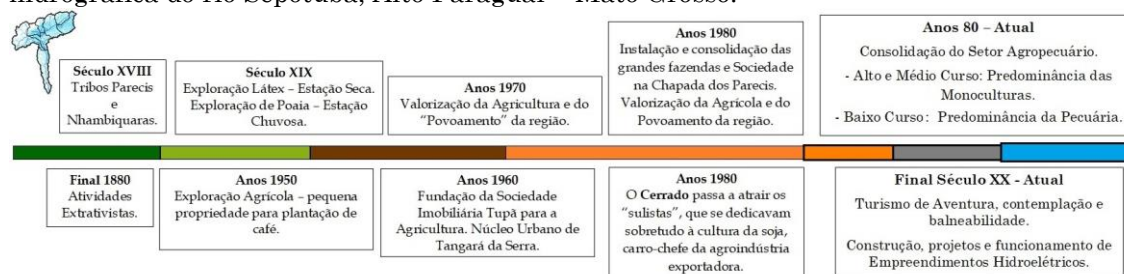 hidrográfica do Rio Sepotuba, Alto Paraguai – Mato Grosso.
Século XVIII
Tribos Parecis
e
Nhambiquaras.
Século XIX
Exploração Látex – Estação Seca.
Exploração de Poaia – Estação
Chuvosa.
Anos 1970
Valorização da Agricultura e do
“Povoamento” da região.
Anos 1980
Instalação e consolidação das
grandes fazendas e Sociedade
na Chapada dos Parecis.
Valorização da Agrícola e do
Povoamento da região.
Anos 80 – Atual
Consolidação do Setor Agropecuário.
- Alto e Médio Curso: Predominância das
Monoculturas.
- Baixo Curso: Predominância da Pecuária.
Final 1880
Atividades
Extrativistas.
Anos 1950
Exploração Agrícola – pequena
propriedade para plantação de
café.
Anos 1960
Fundação da Sociedade
Imobiliária Tupã para a
Agricultura. Núcleo Urbano de
Tangará da Serra.
Anos 1980
O Cerrado passa a atrair os
“sulistas”, que se dedicavam
sobretudo à cultura da soja,
carro-chefe da agroindústria
exportadora.
Final Século XX - Atual
Turismo de Aventura, contemplação e
balneabilidade.
Construção, projetos e funcionamento de
Empreendimentos Hidroelétricos.